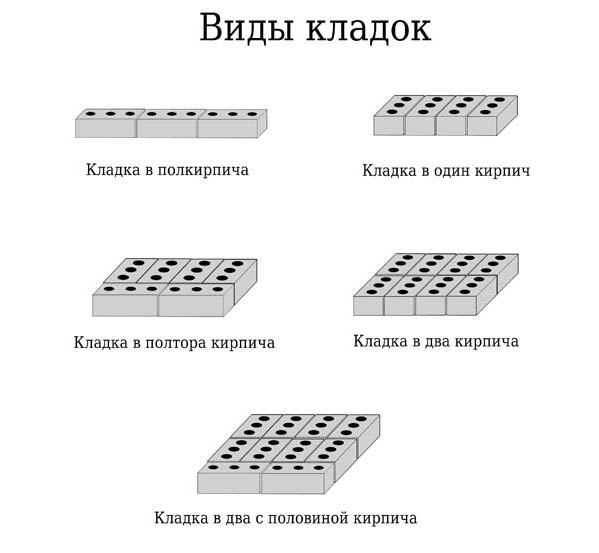 Виды кладок
Кладка в полкирпича
Кладка в один кирпич
Кладка в полтора кирпича
Кладка в два кирпича
Кладка в два с половиной кирпича